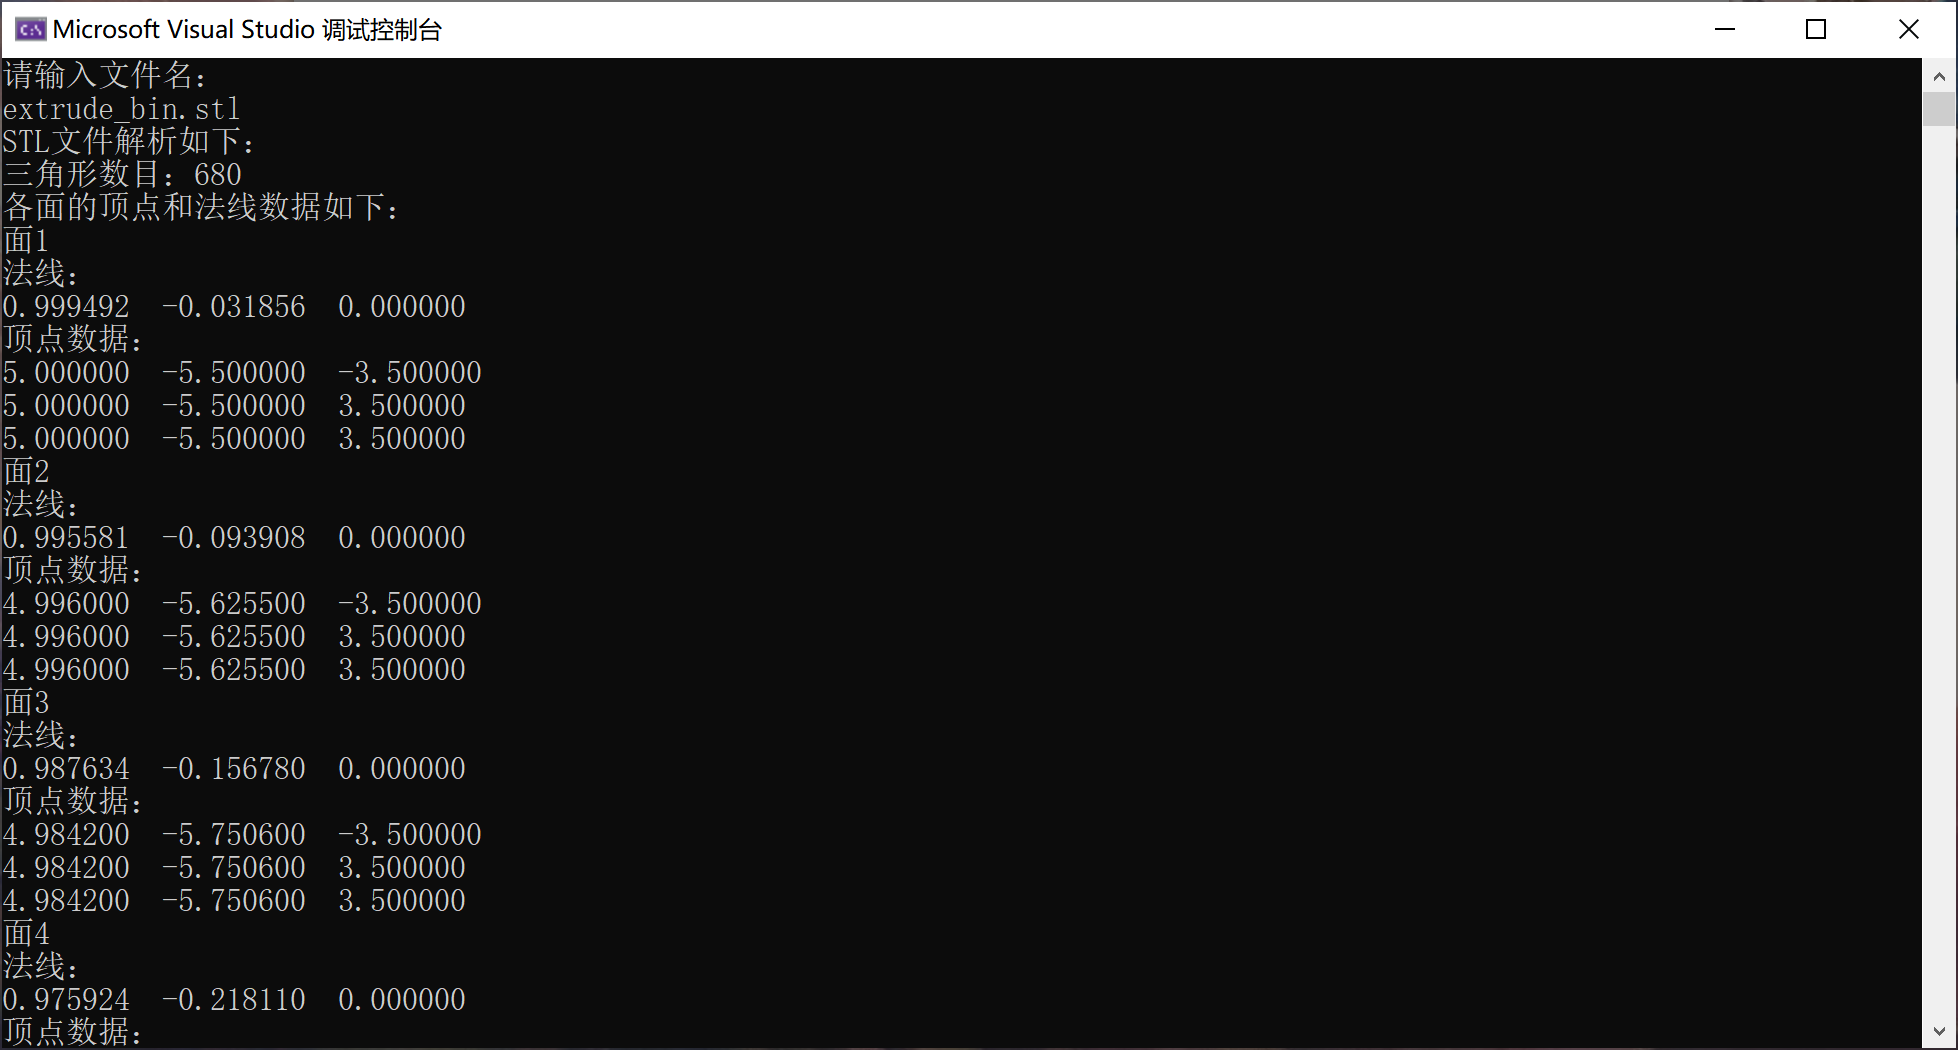 Microsoft Visual Studio 调试控制台
请输入文件名：
extrude_bin.stl
STL文件解析如下：
三角形数目：680
各面的顶点和法线数据如下：
面1
法线：
0.999492  -0.031856  0.000000
顶点数据：
5.000000  -5.500000  -3.500000
5.000000  -5.500000  3.500000
5.000000  -5.500000  3.500000
面2
法线：
0.995581  -0.093908  0.000000
顶点数据：
4.996000  -5.625500  -3.500000
4.996000  -5.625500  3.500000
4.996000  -5.625500  3.500000
面3
法线：
0.987634  -0.156780  0.000000
顶点数据：
4.984200  -5.750600  -3.500000
4.984200  -5.750600  3.500000
4.984200  -5.750600  3.500000
面4
法线：
0.975924  -0.218110  0.000000
顶点数据：